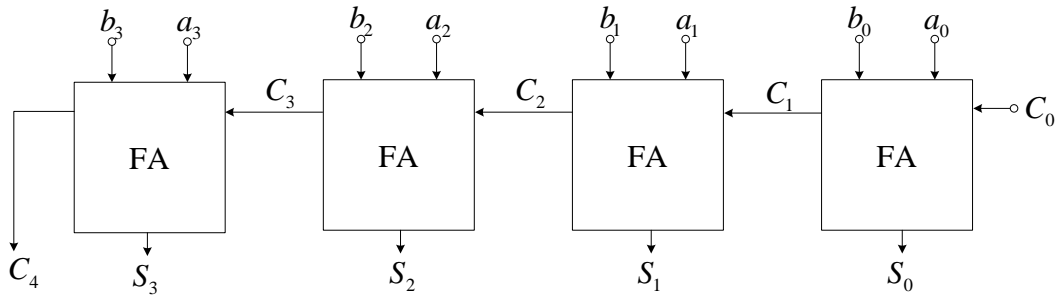 b₃ a₃ b₂ a₂ b₁ a₁ b₀ a₀
C₃ C₂ C₁ C₀
FA FA FA FA
C₄ S₃ S₂ S₁ S₀